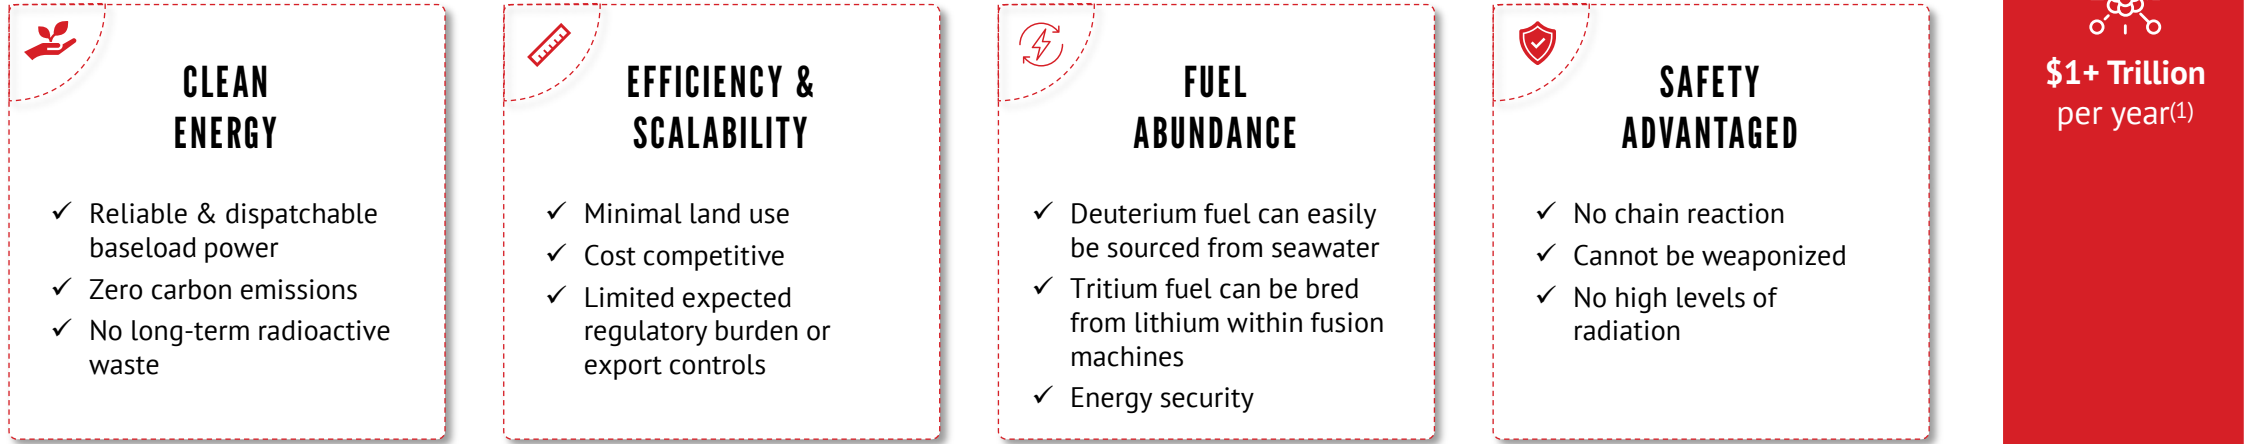 CLEAN
ENERGY
✓ Reliable & dispatchable
baseload power
✓ Zero carbon emissions
✓ No long-term radioactive
waste
EFFICIENCY &
SCALABILITY
✓ Minimal land use
✓ Cost competitive
✓ Limited expected
regulatory burden or
export controls
FUEL
ABUNDANCE
✓ Deuterium fuel can easily
be sourced from seawater
✓ Tritium fuel can be bred
from lithium within fusion
machines
✓ Energy security
SAFETY
ADVANTAGED
✓ No chain reaction
✓ Cannot be weaponized
✓ No high levels of
radiation
$1+ Trillion
per year(1)